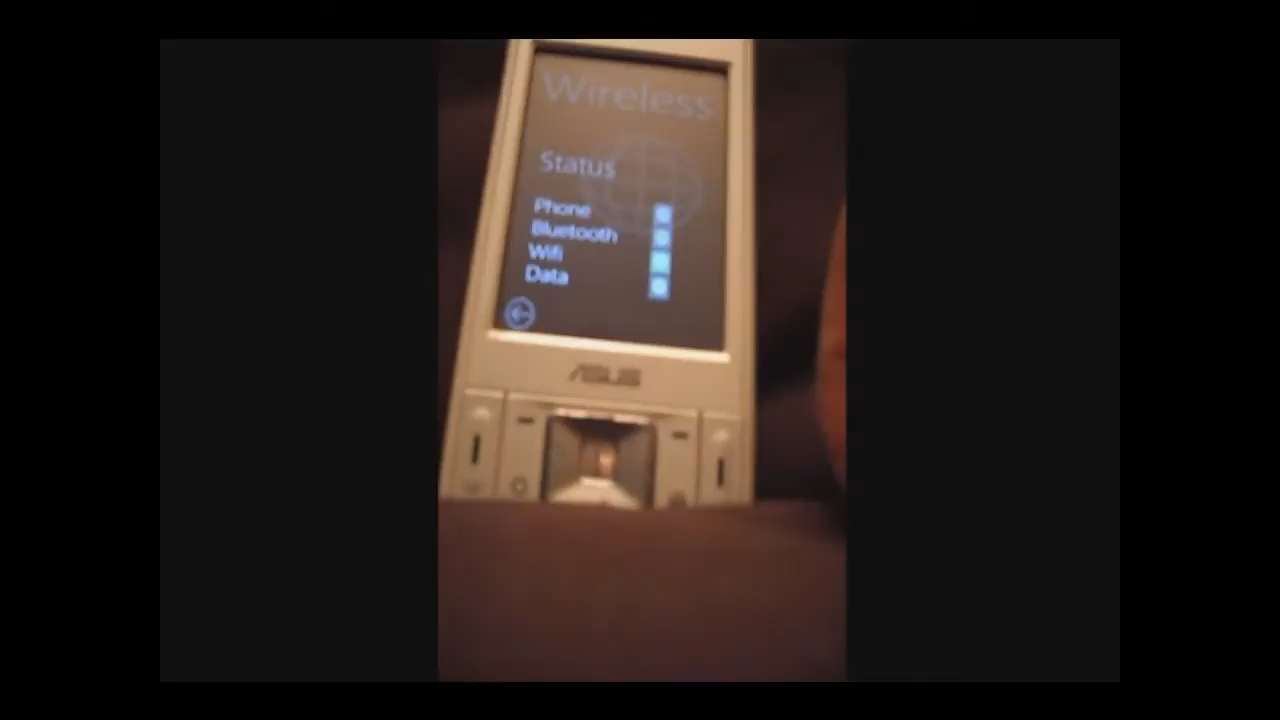 Wireless
Status
Phone
Bluetooth
Wifi
Data
ASUS